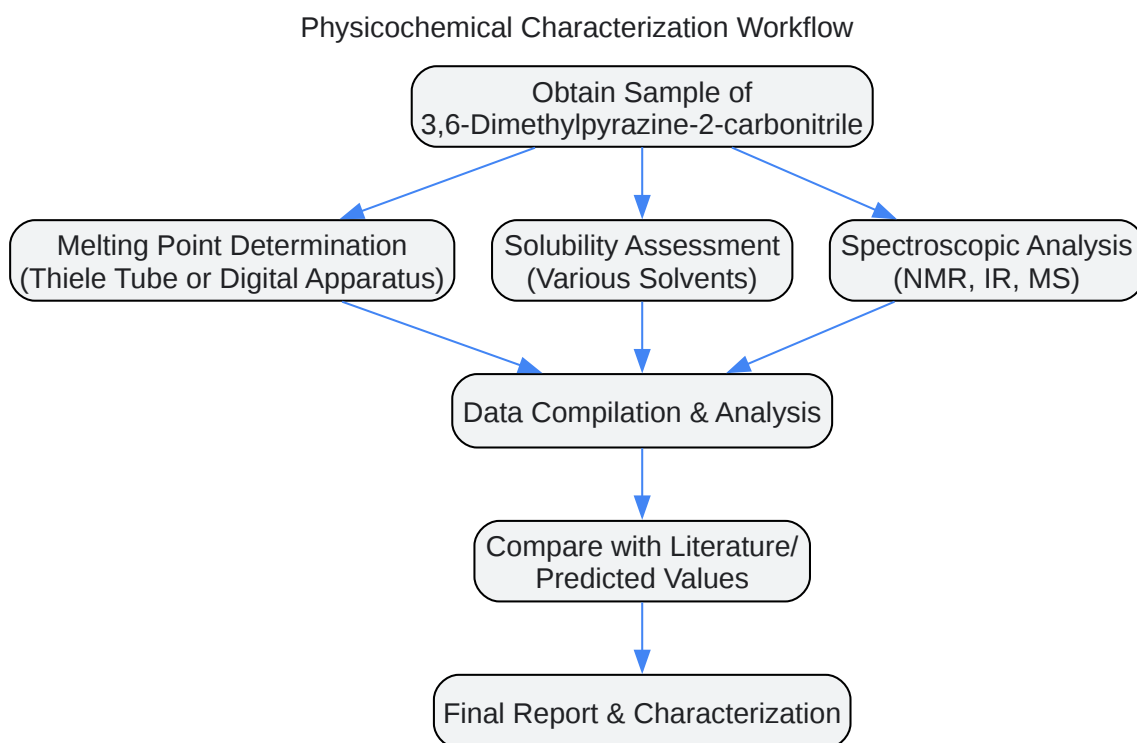 Physicochemical Characterization Workflow
Obtain Sample of
3,6-Dimethylpyrazine-2-carbonitrile
Melting Point Determination
(Thiele Tube or Digital Apparatus)
Solubility Assessment
(Various Solvents)
Spectroscopic Analysis
(NMR, IR, MS)
Data Compilation & Analysis
Compare with Literature/
Predicted Values
Final Report & Characterization